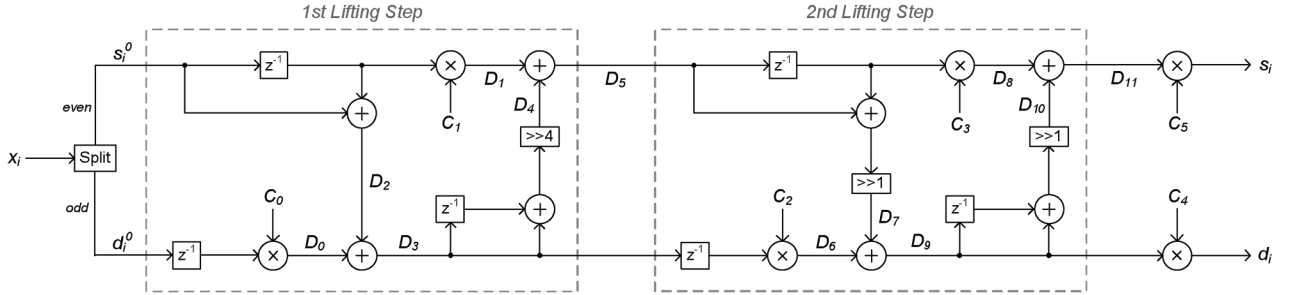 1st Lifting Step 2nd Lifting Step
s_i^0 z^-1 × D_1 + D_5 z^-1 × D_8 + D_11 × s_i
even + C_1 D_4 + C_3 D_10 C_5
>>4 >>1
x_i Split
D_2 >>1
odd C_0 z^-1 + C_2 D_7 z^-1 + C_4
d_i^0 z^-1 × D_0 + D_3 z^-1 × D_6 + D_9 × d_i